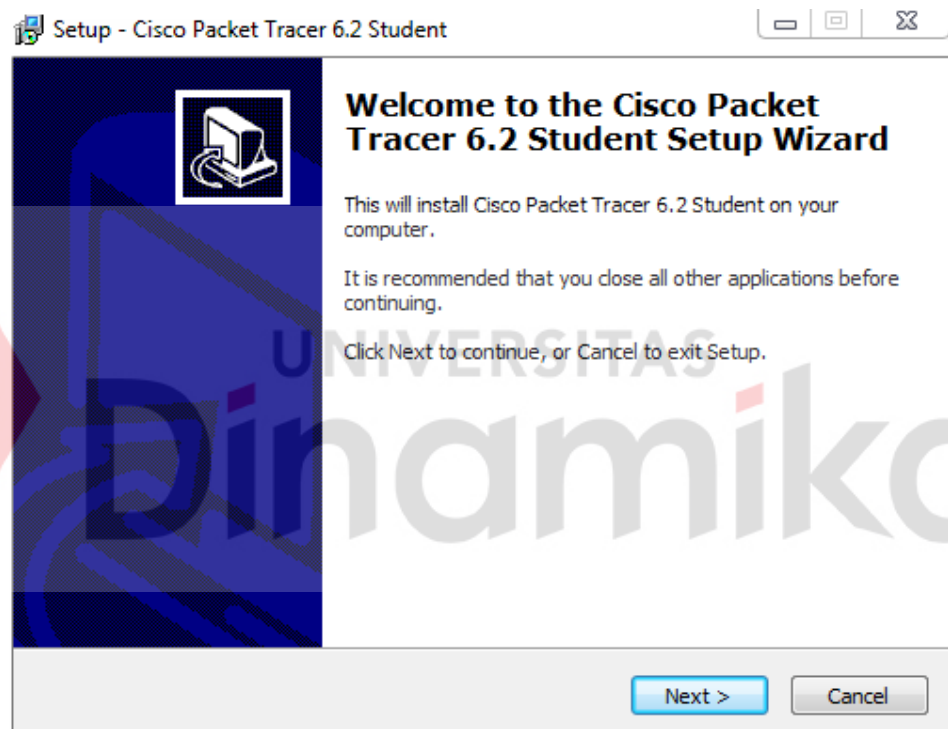 Setup - Cisco Packet Tracer 6.2 Student
Welcome to the Cisco Packet
Tracer 6.2 Student Setup Wizard
This will install Cisco Packet Tracer 6.2 Student on your
computer.
It is recommended that you close all other applications before
continuing.
Click Next to continue, or Cancel to exit Setup.
UNIVERSITAS
Dinamika
Next >
Cancel